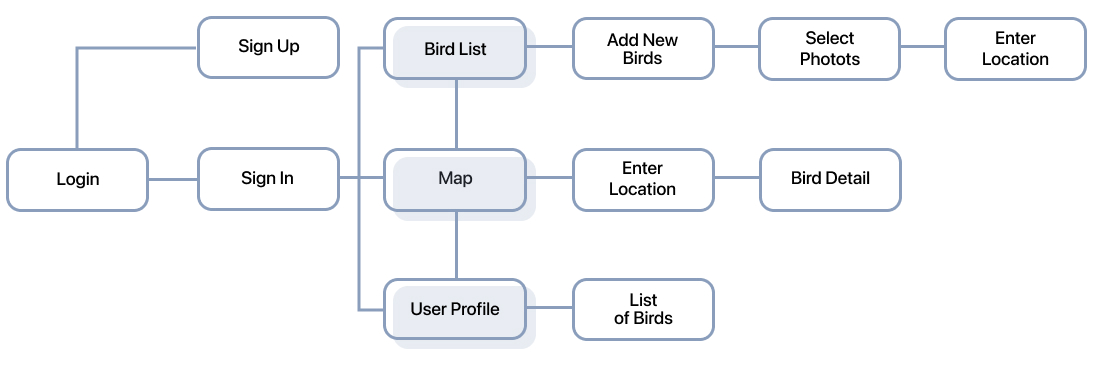 Sign Up
Bird List
Add New
Birds
Select
Photots
Enter
Location
Login
Sign In
Map
Enter
Location
Bird Detail
User Profile
List
of Birds